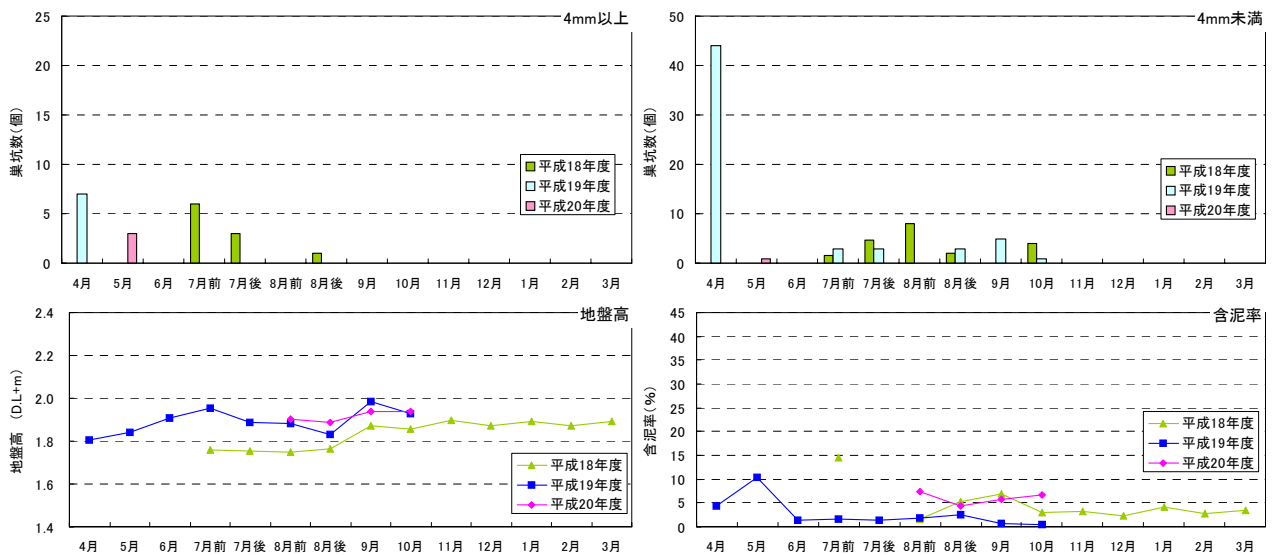 4mm以上
25
20
15
10
5
0
巣坑数(個)
平成18年度
平成19年度
平成20年度
4月 5月 6月 7月前 7月後 8月前 8月後 9月 10月 11月 12月 1月 2月 3月
4mm未満
50
40
30
20
10
0
巣坑数(個)
平成18年度
平成19年度
平成20年度
4月 5月 6月 7月前 7月後 8月前 8月後 9月 10月 11月 12月 1月 2月 3月
地盤高
2.4
2.2
2.0
1.8
1.6
1.4
地盤高 (D.L+m)
平成18年度
平成19年度
平成20年度
4月 5月 6月 7月前 7月後 8月前 8月後 9月 10月 11月 12月 1月 2月 3月
含泥率
45
40
35
30
25
20
15
10
5
0
含泥率(%)
平成18年度
平成19年度
平成20年度
4月 5月 6月 7月前 7月後 8月前 8月後 9月 10月 11月 12月 1月 2月 3月